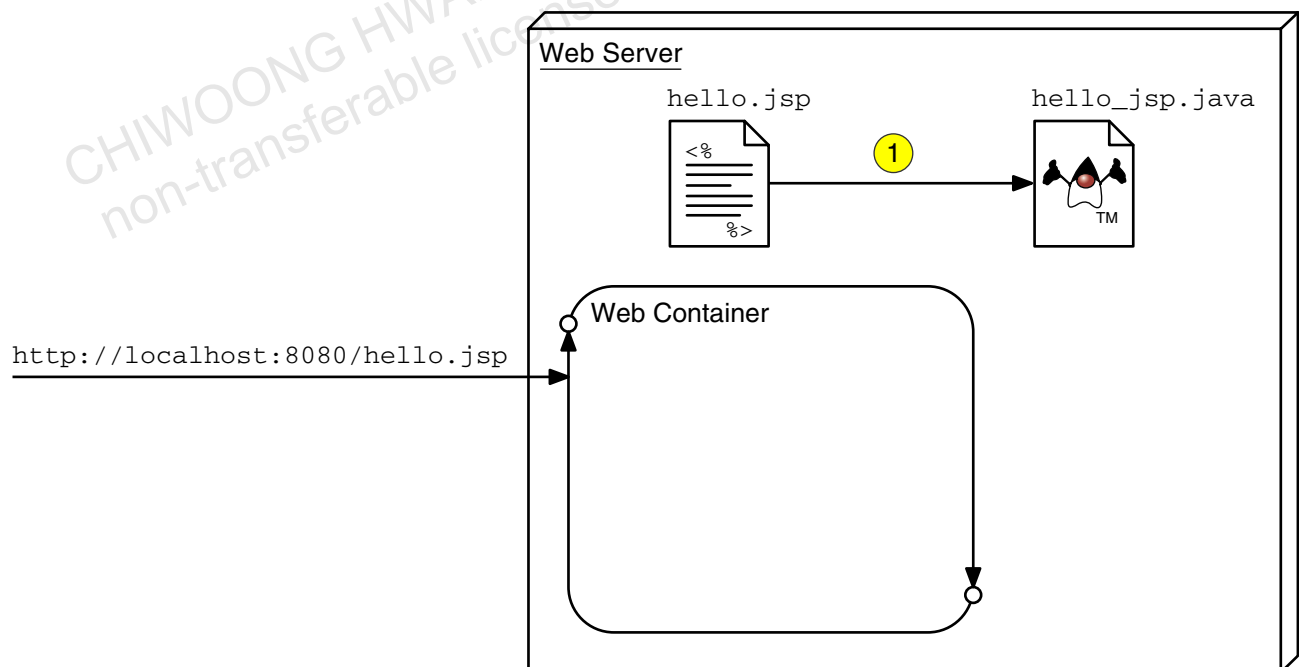 CHIWOONG
non-transferable license
Web Server
hello.jsp
hello_jsp.java
<%
%>
1
TM
Web Container
http://localhost:8080/hello.jsp